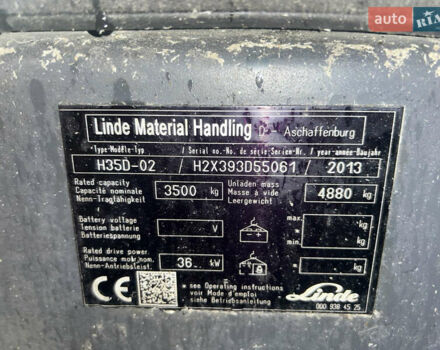 auto RIA
Linde Material Handling D- Aschaffenburg
Type-Modèle-Typ / Serial no.-No. de série-Serien-Nr. / year-année-Baujahr
H35D-02 / H2X393D55061 / 2013
Rated capacity
Capacité nominale 3500 kg
Nenn-Tragfähigkeit
Unladen mass
Masse à vide 4880 kg
Leergewicht
Battery voltage
Tension batterie V
Batteriespannung
max. kg
min. kg
Rated drive power
Puissance mot.nom 36 kW
Nenn-Antriebsleist.
kg
CE
* see Operating instructions
voir Mode d'emploi
siehe Betriebsanleitung
Linde
000 938 45 25